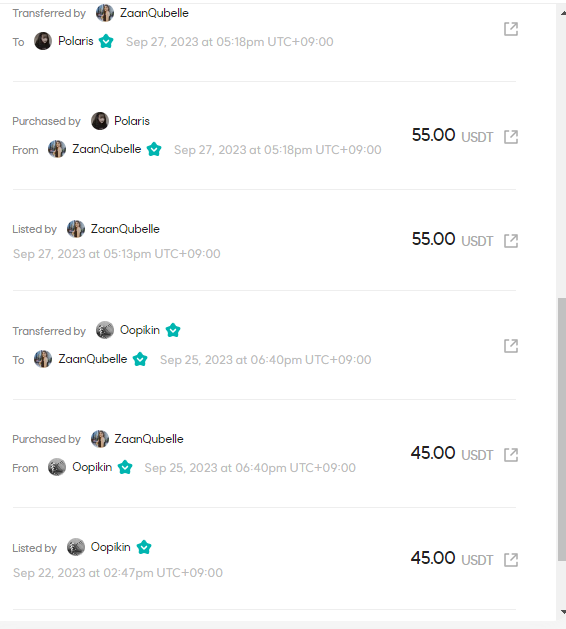 Transferred by ZaanQubelle
To Polaris Sep 27, 2023 at 05:18pm UTC+09:00
Purchased by Polaris
From ZaanQubelle Sep 27, 2023 at 05:18pm UTC+09:00
55.00 USDT
Listed by ZaanQubelle
Sep 27, 2023 at 05:13pm UTC+09:00
55.00 USDT
Transferred by Oopikin
To ZaanQubelle Sep 25, 2023 at 06:40pm UTC+09:00
Purchased by ZaanQubelle
From Oopikin Sep 25, 2023 at 06:40pm UTC+09:00
45.00 USDT
Listed by Oopikin
Sep 22, 2023 at 02:47pm UTC+09:00
45.00 USDT